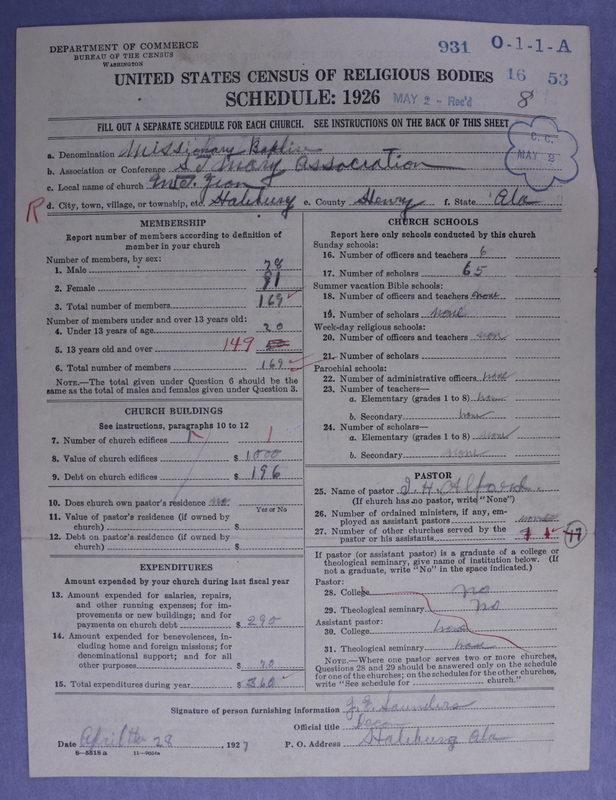 DEPARTMENT OF COMMERCE
BUREAU OF THE CENSUS
WASHINGTON
931 0-1-1-A
UNITED STATES CENSUS OF RELIGIOUS BODIES
16 53
SCHEDULE: 1926
MAY 2 - Rec'd
8
FILL OUT A SEPARATE SCHEDULE FOR EACH CHURCH. SEE INSTRUCTIONS ON THE BACK OF THIS SHEET
C. C.
MAY 2
a. Denomination Missionary Baptist
b. Association or Conference St Mary Association
c. Local name of church Mt. Zion
R d. City, town, village, or township, etc. Haleburg e. County Henry f. State Ala
MEMBERSHIP
Report number of members according to definition of
member in your church
Number of members, by sex:
1. Male 78
2. Female 91
3. Total number of members 169
Number of members under and over 13 years old:
4. Under 13 years of age 20
5. 13 years old and over 149
6. Total number of members 169
NOTE.—The total given under Question 6 should be the
same as the total of males and females given under Question 3.
CHURCH BUILDINGS
See instructions, paragraphs 10 to 12
7. Number of church edifices 1 1
8. Value of church edifices $ 1000
9. Debt on church edifices $ 196
10. Does church own pastor's residence no
Yes or No
11. Value of pastor's residence (if owned by
church) $
12. Debt on pastor's residence (if owned by
church) $
EXPENDITURES
Amount expended by your church during last fiscal year
13. Amount expended for salaries, repairs,
and other running expenses; for im-
provements or new buildings; and for
payments on church debt $ 290
14. Amount expended for benevolences, in-
cluding home and foreign missions; for
denominational support; and for all
other purposes $ 70
15. Total expenditures during year $ 360
CHURCH SCHOOLS
Report here only schools conducted by this church
Sunday schools:
16. Number of officers and teachers 6
17. Number of scholars 65
Summer vacation Bible schools:
18. Number of officers and teachers none
19. Number of scholars none
Week-day religious schools:
20. Number of officers and teachers non
21. Number of scholars
Parochial schools:
22. Number of administrative officers none
23. Number of teachers—
a. Elementary (grades 1 to 8) non
b. Secondary non
24. Number of scholars—
a. Elementary (grades 1 to 8) none
b. Secondary none
PASTOR
25. Name of pastor J. H. Alford
(If church has no pastor, write "None")
26. Number of ordained ministers, if any, em-
ployed as assistant pastors none
27. Number of other churches served by the
pastor or his assistants
If pastor (or assistant pastor) is a graduate of a college or
theological seminary, give name of institution below. (If
not a graduate, write "No" in the space indicated.)
Pastor:
28. College no
29. Theological seminary No
Assistant pastor:
30. College non
31. Theological seminary non
NOTE.—Where one pastor serves two or more churches,
Questions 28 and 29 should be answered only on the schedule
for one of the churches; on the schedules for the other churches,
write "See schedule for church."
Signature of person furnishing information J. E. Saunders
Official title Decon
Date April the 28, 1927 P. O. Address Haleburg Ala
8-5318 a